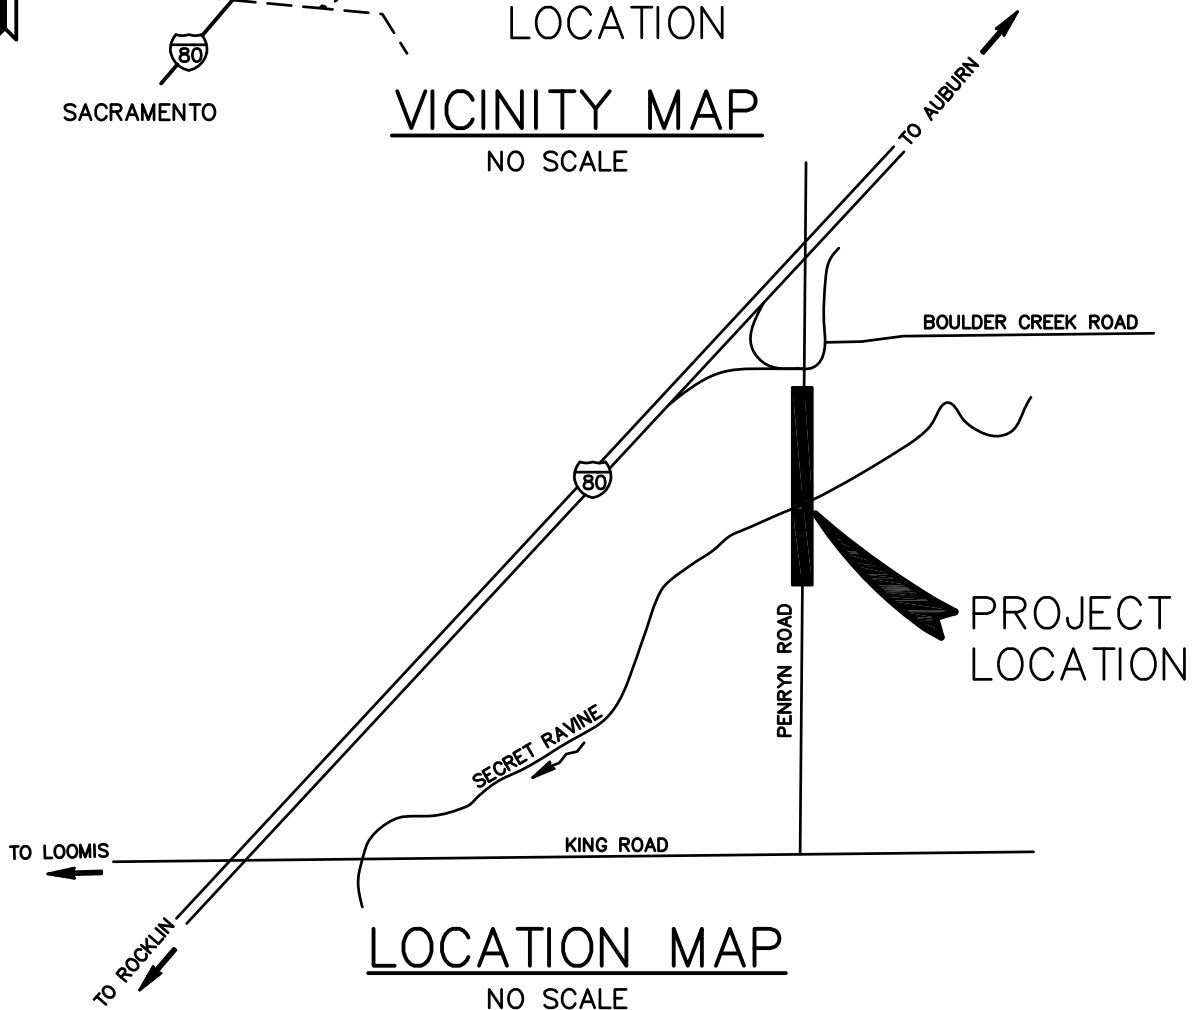 LOCATION
80
SACRAMENTO
VICINITY MAP
NO SCALE
TO AUBURN
BOULDER CREEK ROAD
80
PROJECT
LOCATION
PENRYN ROAD
SECRET RAVINE
KING ROAD
TO LOOMIS
TO ROCKLIN
LOCATION MAP
NO SCALE